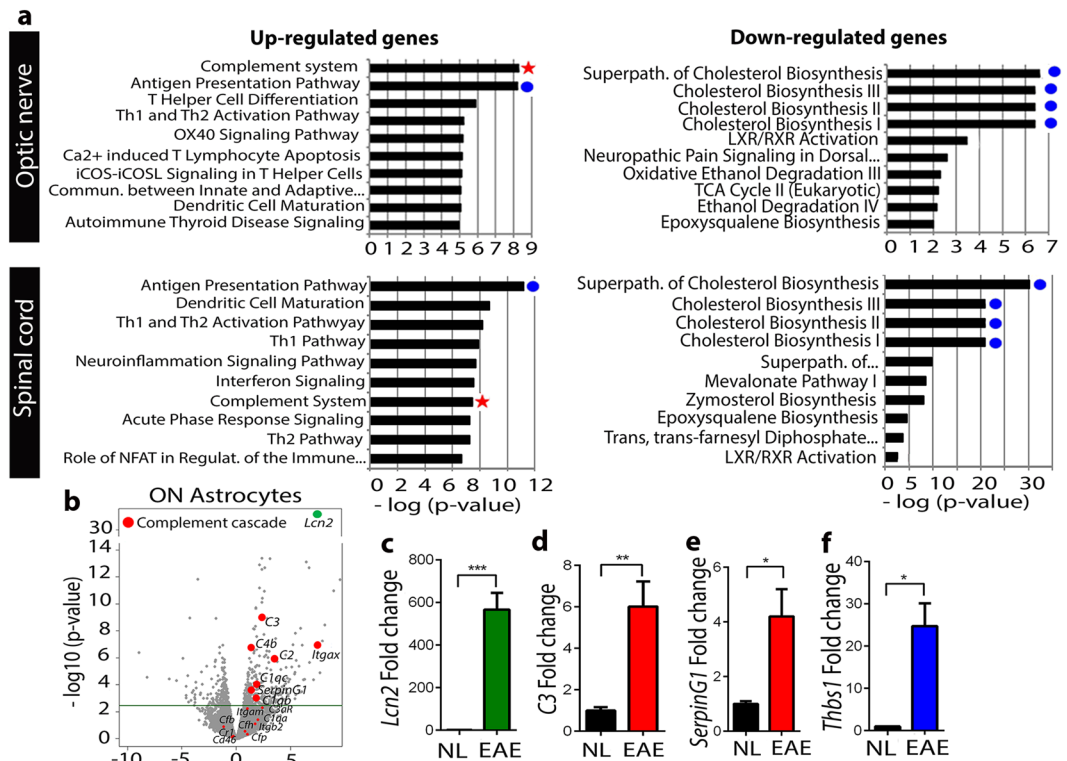 a
Up-regulated genes
Down-regulated genes
Optic nerve
Complement system
Antigen Presentation Pathway
T Helper Cell Differentiation
Th1 and Th2 Activation Pathway
OX40 Signaling Pathway
Ca2+ induced T Lymphocyte Apoptosis
iCOS-iCOSL Signaling in T Helper Cells
Commun. between Innate and Adaptive...
Dendritic Cell Maturation
Autoimmune Thyroid Disease Signaling
0 1 2 3 4 5 6 7 8 9
Superpath. of Cholesterol Biosynthesis
Cholesterol Biosynthesis III
Cholesterol Biosynthesis II
Cholesterol Biosynthesis I
LXR/RXR Activation
Neuropathic Pain Signaling in Dorsal...
Oxidative Ethanol Degradation III
TCA Cycle II (Eukaryotic)
Ethanol Degradation IV
Epoxysqualene Biosynthesis
0 1 2 3 4 5 6 7
Spinal cord
Antigen Presentation Pathway
Dendritic Cell Maturation
Th1 and Th2 Activation Pathwyay
Th1 Pathway
Neuroinflammation Signaling Pathway
Interferon Signaling
Complement System
Acute Phase Response Signaling
Th2 Pathway
Role of NFAT in Regulat. of the Immune...
0 2 4 6 8 10 12
- log (p-value)
Superpath. of Cholesterol Biosynthesis
Cholesterol Biosynthesis III
Cholesterol Biosynthesis II
Cholesterol Biosynthesis I
Superpath. of...
Mevalonate Pathway I
Zymosterol Biosynthesis
Epoxysqualene Biosynthesis
Trans, trans-farnesyl Diphosphate...
LXR/RXR Activation
0 10 20 30
- log (p-value)
b
ON Astrocytes
Complement cascade
Lcn2
-log10 (p-value)
30
14
12
10
8
6
4
2
0
C3
C4b
C2
Itgax
C1qc
SerpinG1
C1qb
Itgam
C3aR
C1qa
Cfb
Cfh
Itgb2
Cr1
Cd46
Cfp
-10 -5 0 5
c
Lcn2 Fold change
800
600
400
200
0
***
NL EAE
d
C3 Fold change
8
6
4
2
0
**
NL EAE
e
SerpinG1 Fold change
6
4
2
0
*
NL EAE
f
Thbs1 Fold change
40
30
20
10
0
*
NL EAE